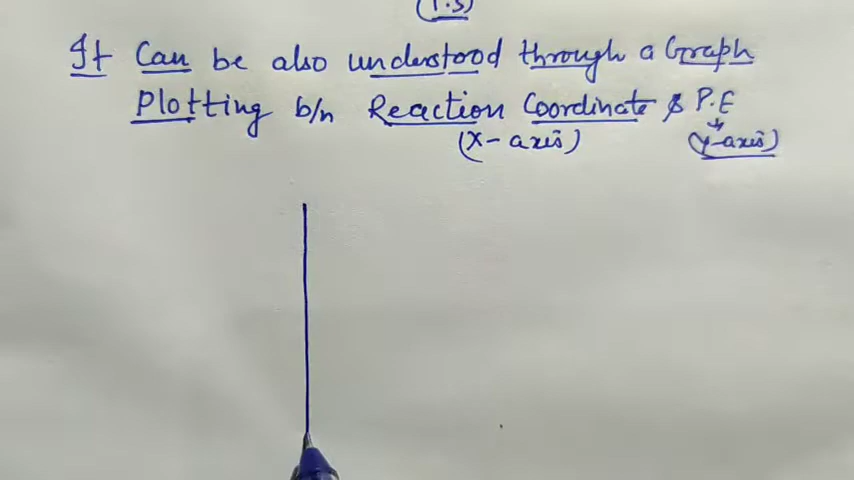 (T.S)
It Can be also understood through a Graph
Plotting b/n Reaction Coordinate & P.E
(X-axis) (Y-axis)